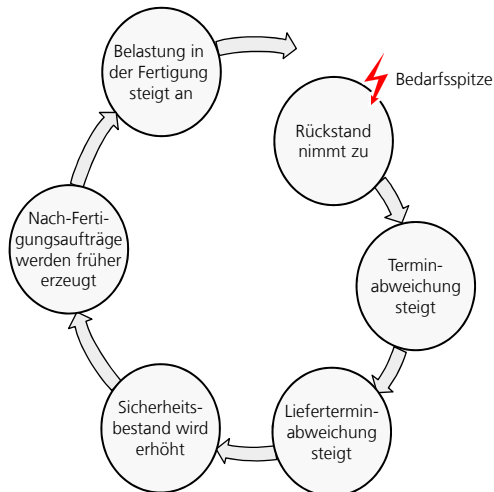 Belastung in
der Fertigung
steigt an
Bedarfsspitze
Rückstand
nimmt zu
Termin-
abweichung
steigt
Liefertermin-
abweichung
steigt
Sicherheits-
bestand wird
erhöht
Nach-Ferti-
gungsaufträge
werden früher
erzeugt